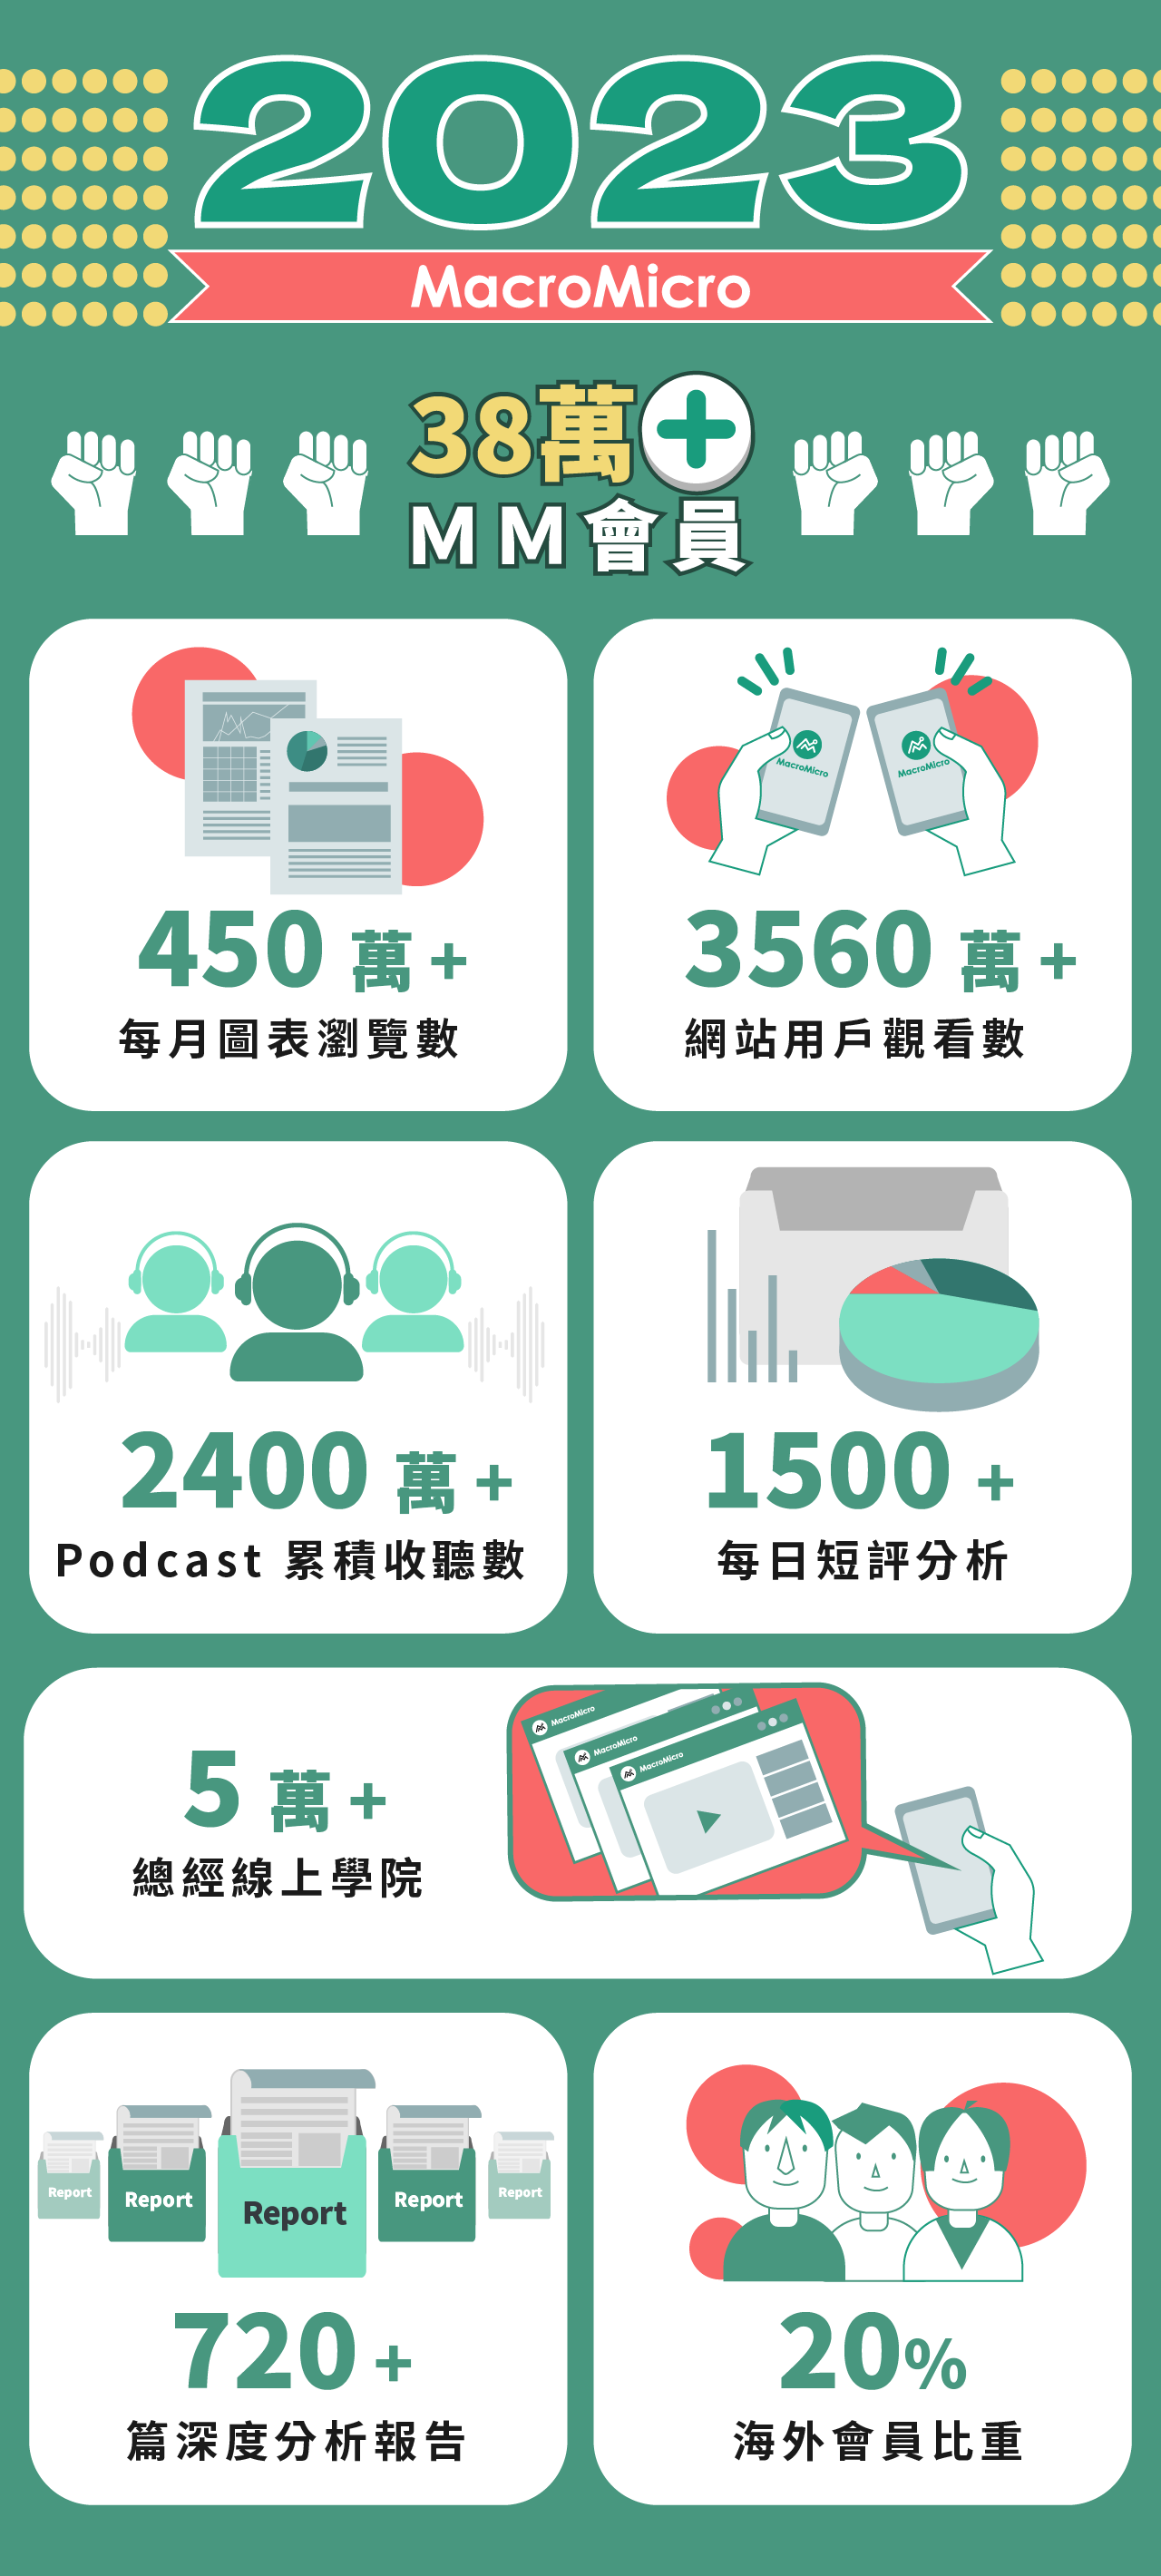 2023
MacroMicro
38萬+
MM會員
MacroMicro
MacroMicro
450 萬 +
每月圖表瀏覽數
3560 萬 +
網站用戶觀看數
2400 萬 +
Podcast 累積收聽數
1500 +
每日短評分析
MacroMicro
MacroMicro
MacroMicro
5 萬 +
總經線上學院
Report
Report
Report
Report
Report
720 +
篇深度分析報告
20%
海外會員比重